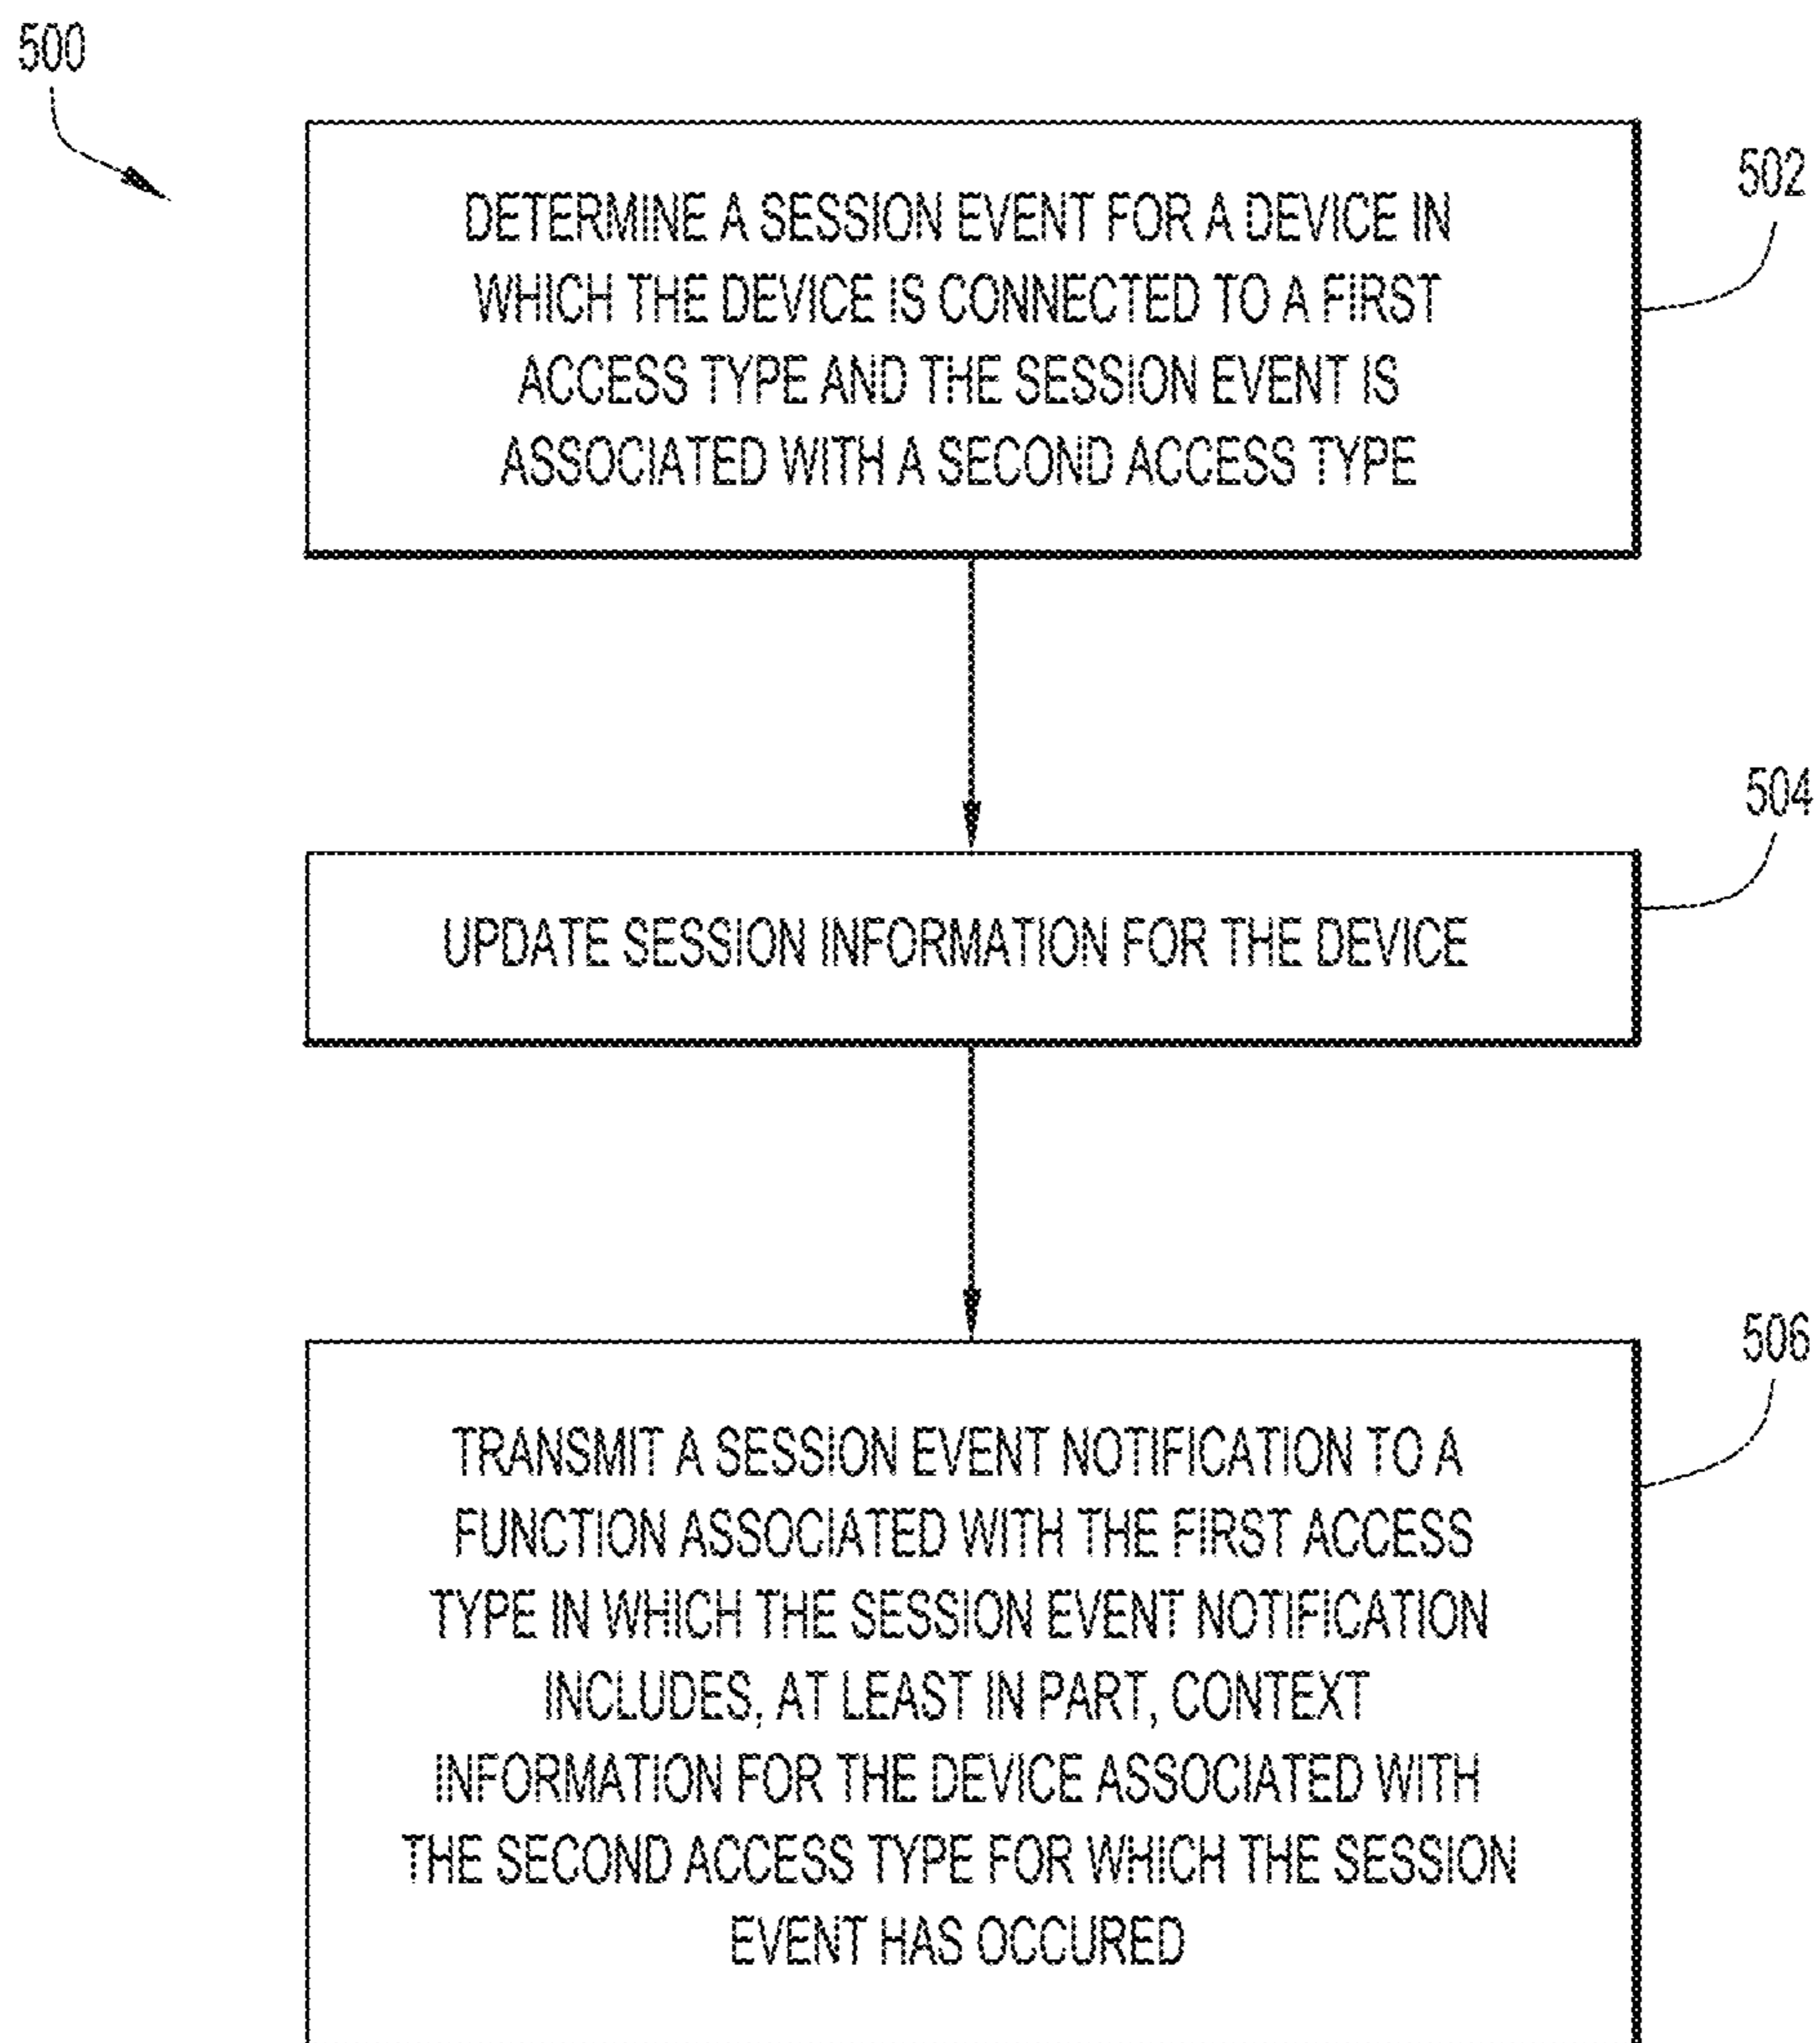 500
502
DETERMINE A SESSION EVENT FOR A DEVICE IN
WHICH THE DEVICE IS CONNECTED TO A FIRST
ACCESS TYPE AND THE SESSION EVENT IS
ASSOCIATED WITH A SECOND ACCESS TYPE
504
UPDATE SESSION INFORMATION FOR THE DEVICE
506
TRANSMIT A SESSION EVENT NOTIFICATION TO A
FUNCTION ASSOCIATED WITH THE FIRST ACCESS
TYPE IN WHICH THE SESSION EVENT NOTIFICATION
INCLUDES, AT LEAST IN PART, CONTEXT
INFORMATION FOR THE DEVICE ASSOCIATED WITH
THE SECOND ACCESS TYPE FOR WHICH THE SESSION
EVENT HAS OCCURED